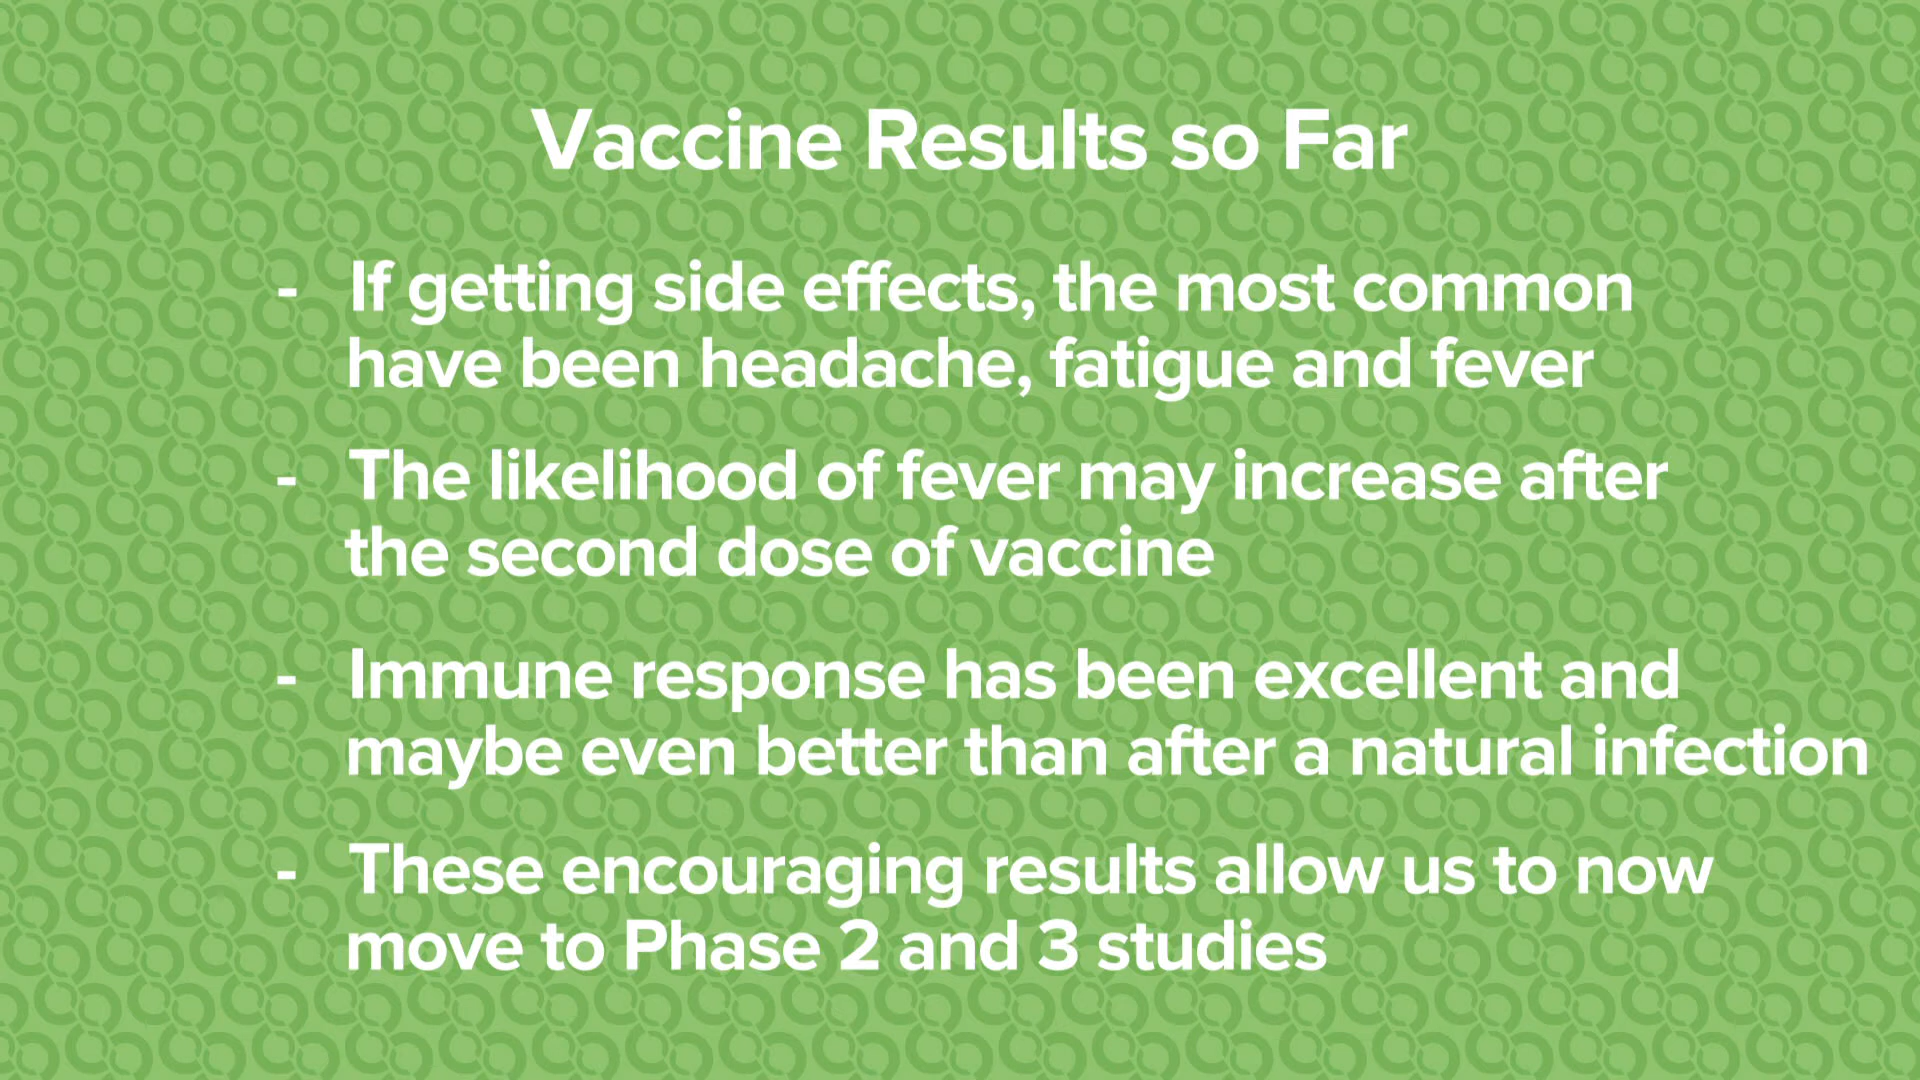 Vaccine Results so Far
- If getting side effects, the most common
have been headache, fatigue and fever
- The likelihood of fever may increase after
the second dose of vaccine
- Immune response has been excellent and
maybe even better than after a natural infection
- These encouraging results allow us to now
move to Phase 2 and 3 studies